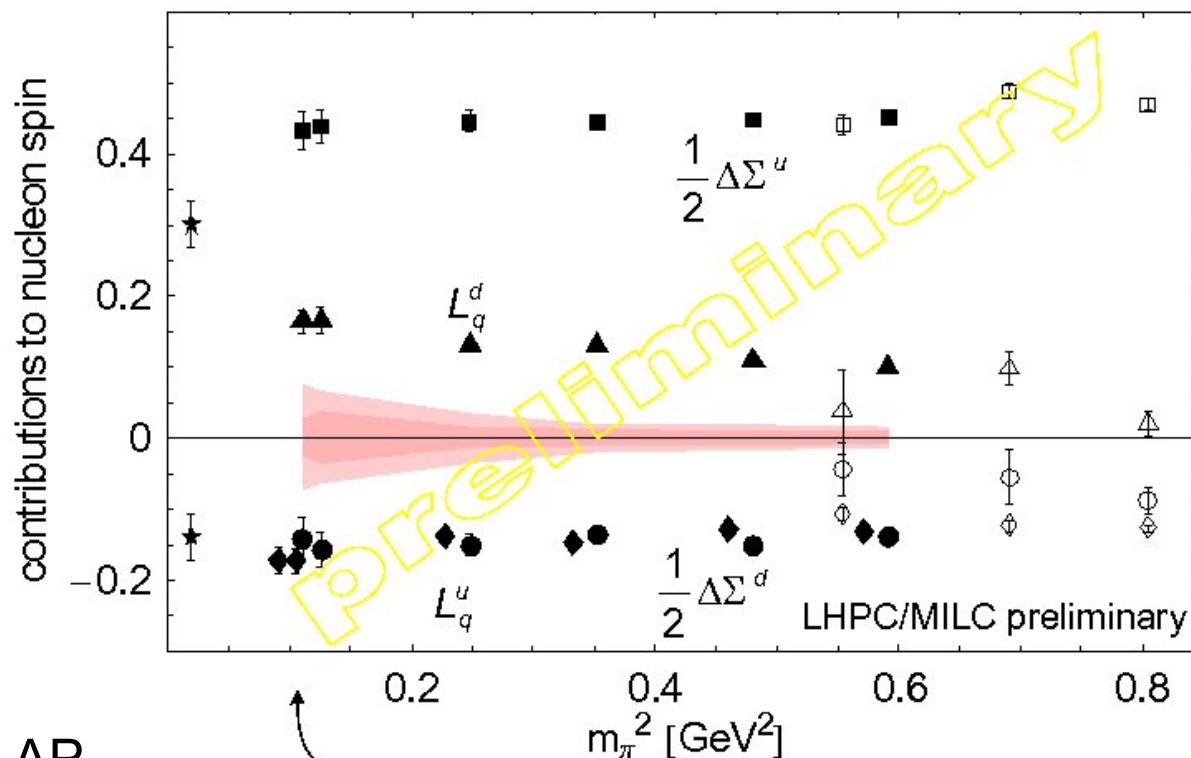 contributions to nucleon spin
0.4
0.2
0
−0.2
1/2 ΔΣ^u
L_q^d
L_q^u
1/2 ΔΣ^d
preliminary
LHPC/MILC preliminary
0.2 0.4 0.6 0.8
m_π^2 [GeV^2]